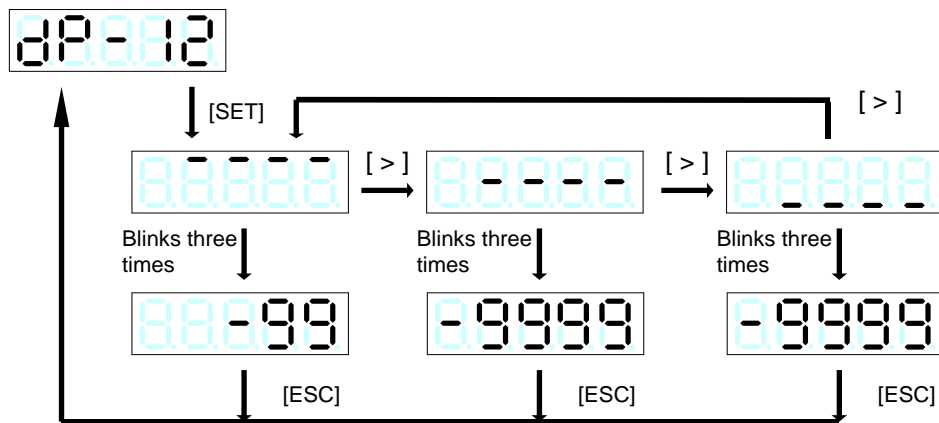 dP-12
[SET]
[ > ]
- - - -
[ > ]
- - - -
[ > ]
- - - -
Blinks three
times
Blinks three
times
Blinks three
times
-99
-9999
-9999
[ESC]
[ESC]
[ESC]